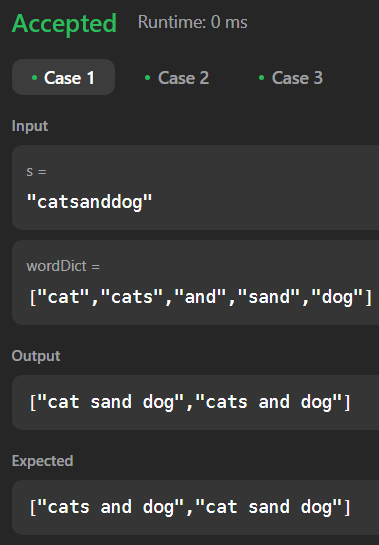 Accepted Runtime: 0 ms
Case 1 Case 2 Case 3
Input
s =
"catsanddog"
wordDict =
["cat","cats","and","sand","dog"]
Output
["cat sand dog","cats and dog"]
Expected
["cats and dog","cat sand dog"]